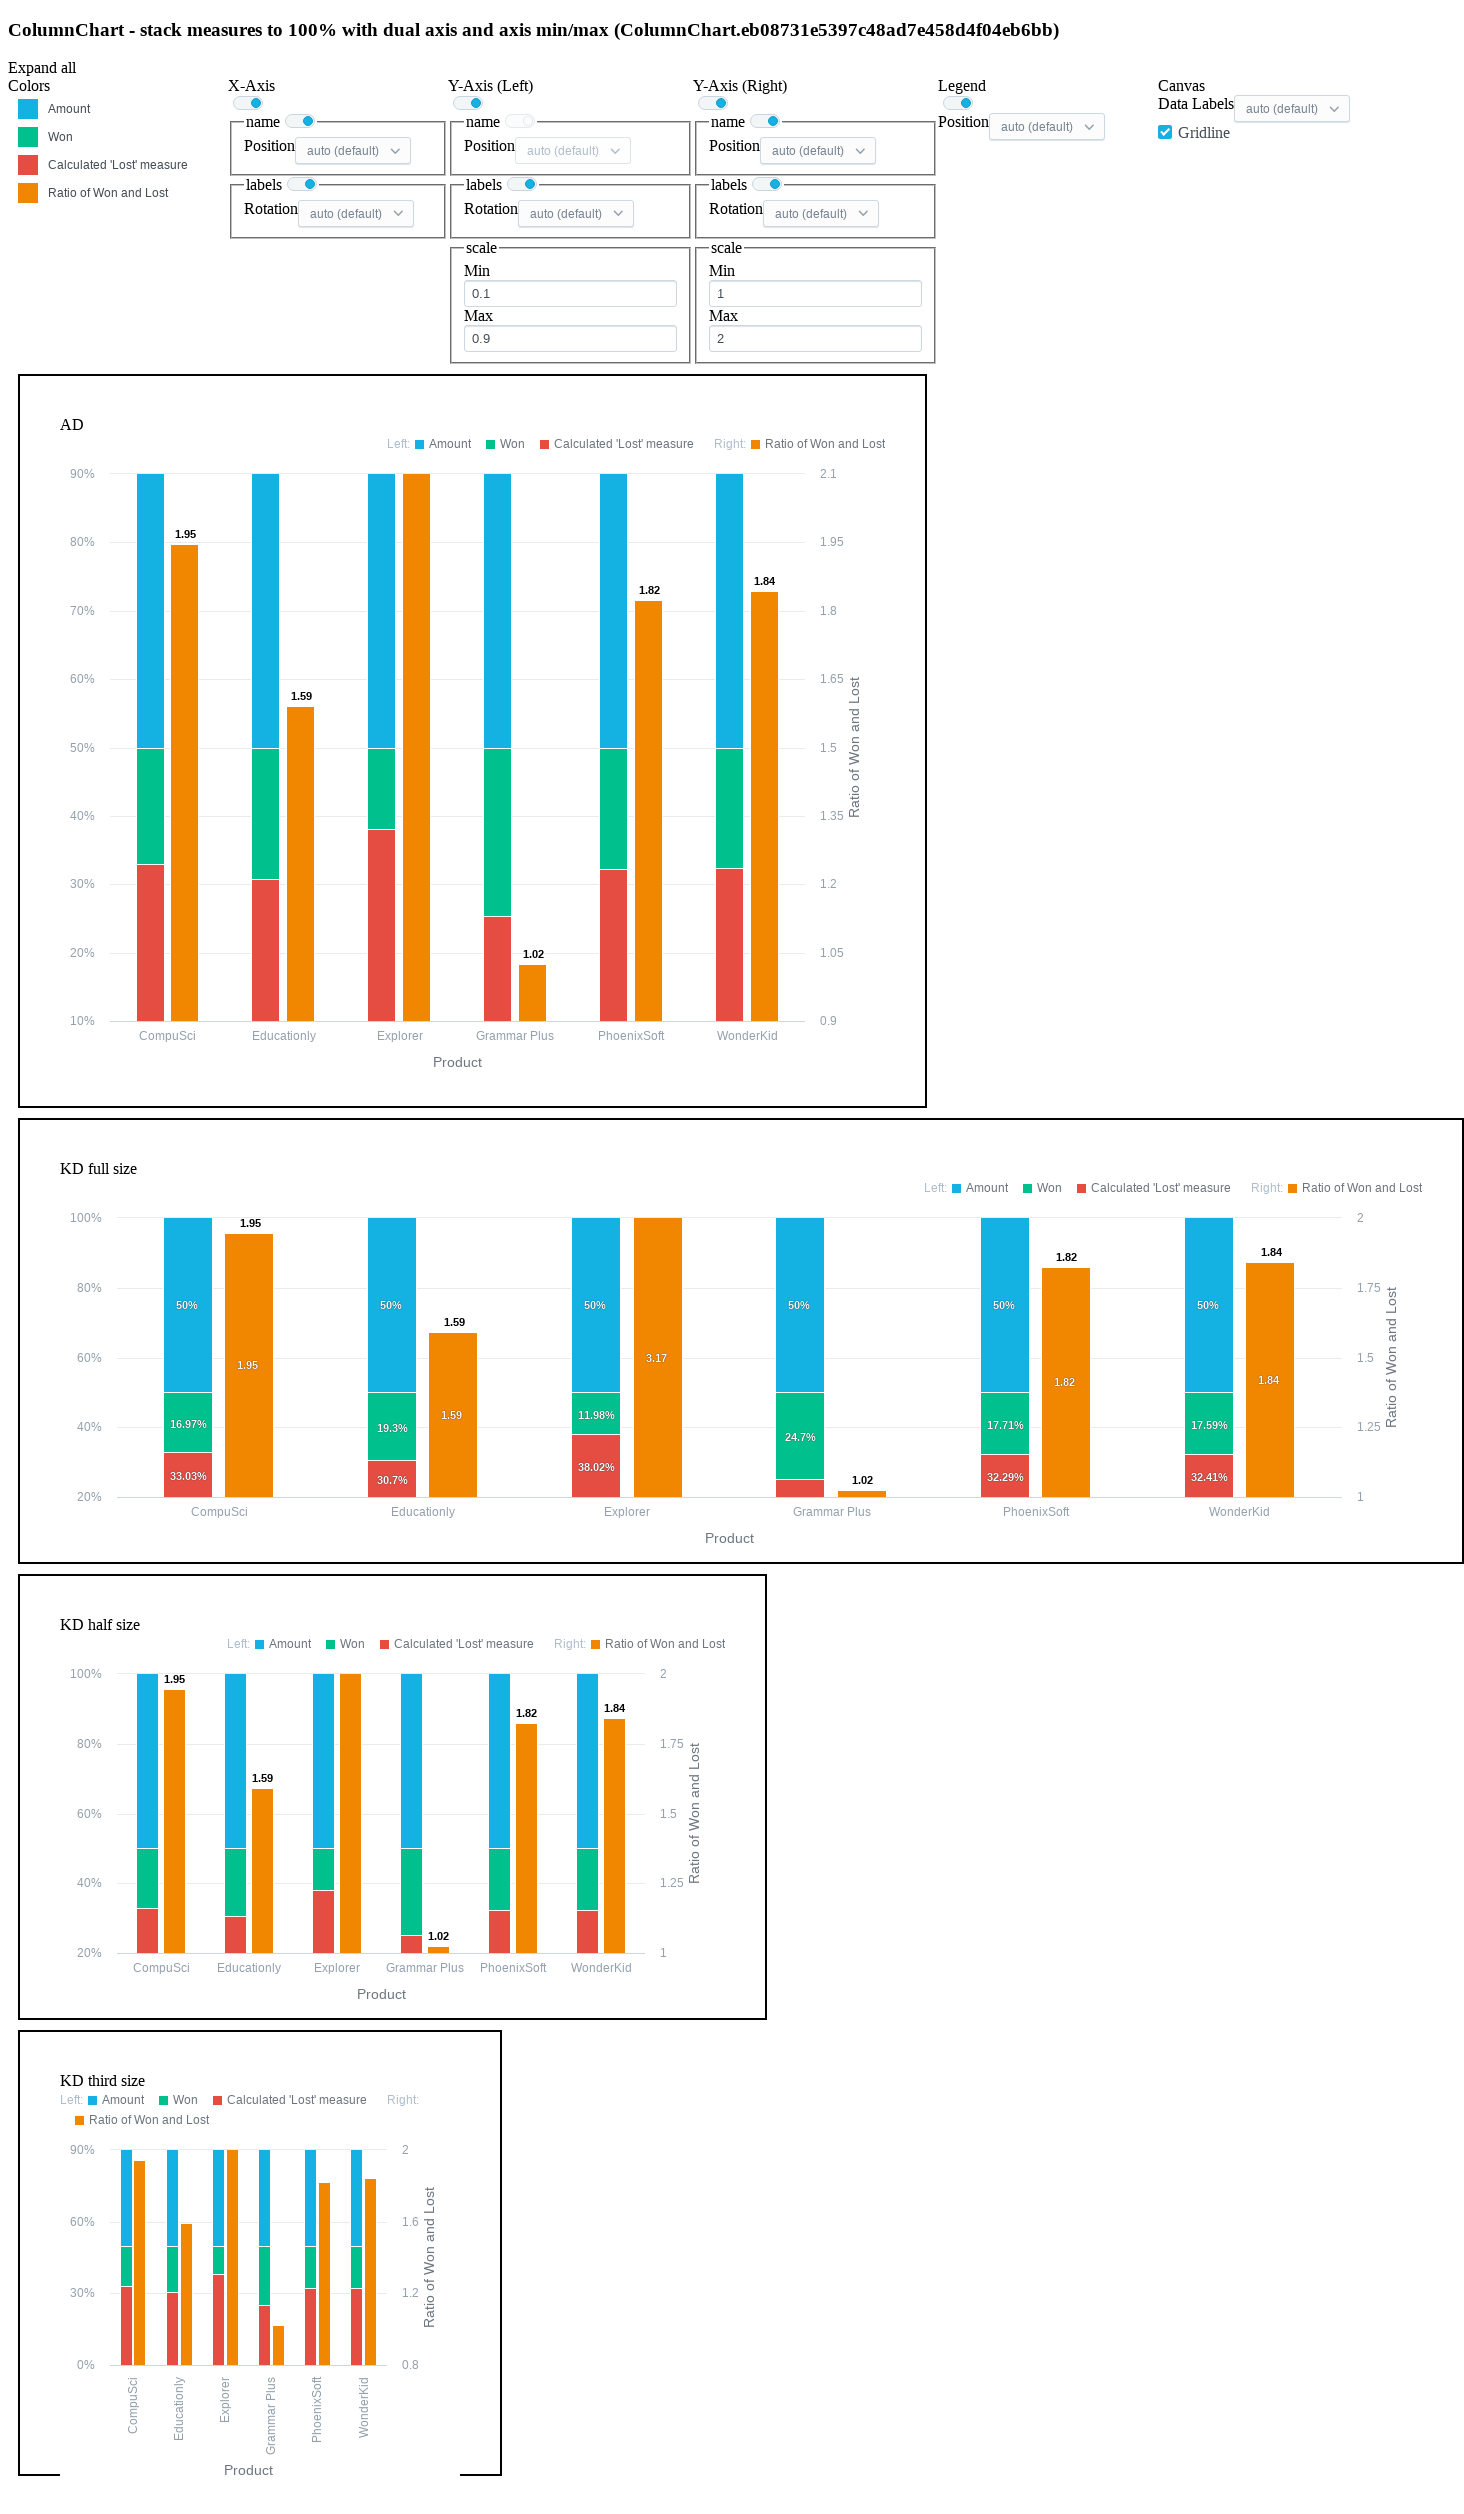 ColumnChart - stack measures to 100% with dual axis and axis min/max (ColumnChart.eb08731e5397c48ad7e458d4f04eb6bb)
Expand all
Colors
Amount
Won
Calculated 'Lost' measure
Ratio of Won and Lost
X-Axis
name
Position auto (default)
labels
Rotation auto (default)
Y-Axis (Left)
name
Position auto (default)
labels
Rotation auto (default)
scale
Min
0.1
Max
0.9
Y-Axis (Right)
name
Position auto (default)
labels
Rotation auto (default)
scale
Min
1
Max
2
Legend
Position auto (default)
Canvas
Data Labels auto (default)
Gridline
AD
Left: Amount Won Calculated 'Lost' measure Right: Ratio of Won and Lost
90% 2.1
1.95
80% 1.95
1.82 1.84
70% 1.8
1.59
60% 1.65
50% 1.5
40% 1.35
30% 1.2
1.02
20% 1.05
10% 0.9
Ratio of Won and Lost
CompuSci Educationly Explorer Grammar Plus PhoenixSoft WonderKid
Product
KD full size
Left: Amount Won Calculated 'Lost' measure Right: Ratio of Won and Lost
100% 2
1.95
1.82 1.84
80% 1.75
50% 50% 50% 50% 50% 50%
1.59
60% 1.5
1.95 3.17
1.82 1.84
1.59
16.97% 19.3% 11.98% 24.7% 17.71% 17.59%
40% 1.25
33.03% 30.7% 38.02% 32.29% 32.41%
1.02
20% 1
Ratio of Won and Lost
CompuSci Educationly Explorer Grammar Plus PhoenixSoft WonderKid
Product
KD half size
Left: Amount Won Calculated 'Lost' measure Right: Ratio of Won and Lost
100% 2
1.95
1.82 1.84
80% 1.75
1.59
60% 1.5
40% 1.25
1.02
20% 1
Ratio of Won and Lost
CompuSci Educationly Explorer Grammar Plus PhoenixSoft WonderKid
Product
KD third size
Left: Amount Won Calculated 'Lost' measure Right:
Ratio of Won and Lost
90% 2
60% 1.6
30% 1.2
0% 0.8
Ratio of Won and Lost
CompuSci Educationly Explorer Grammar Plus PhoenixSoft WonderKid
Product